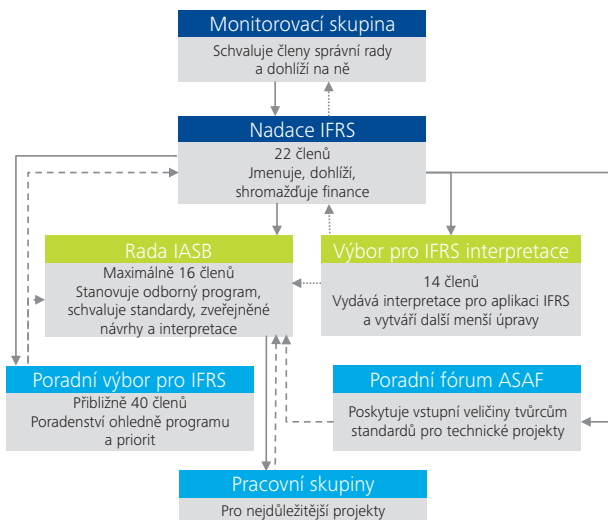 Monitorovací skupina
Schvaluje členy správní rady
a dohlíží na ně
Nadace IFRS
22 členů
Jmenuje, dohlíží,
shromažďuje finance
Rada IASB
Maximálně 16 členů
Stanovuje odborný program,
schvaluje standardy, zveřejněné
návrhy a interpretace
Výbor pro IFRS interpretace
14 členů
Vydává interpretace pro aplikaci IFRS
a vytváří další menší úpravy
Poradní výbor pro IFRS
Přibližně 40 členů
Poradenství ohledně programu
a priorit
Poradní fórum ASAF
Poskytuje vstupní veličiny tvůrcům
standardů pro technické projekty
Pracovní skupiny
Pro nejdůležitější projekty